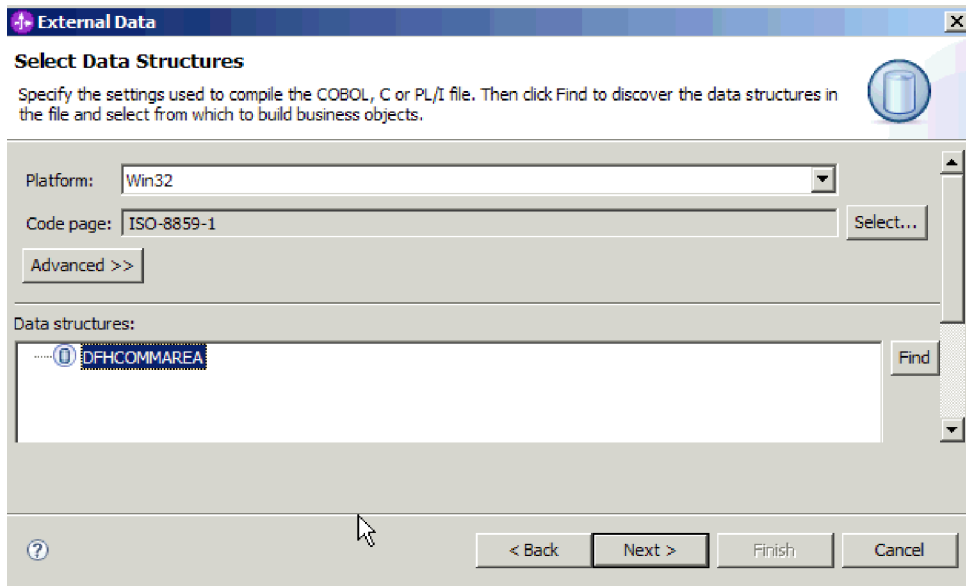 External Data
Select Data Structures
Specify the settings used to compile the COBOL, C or PL/I file. Then click Find to discover the data structures in
the file and select from which to build business objects.
Platform: Win32
Code page: ISO-8859-1 Select...
Advanced >>
Data structures:
DFHCOMMAREA Find
? < Back Next > Finish Cancel